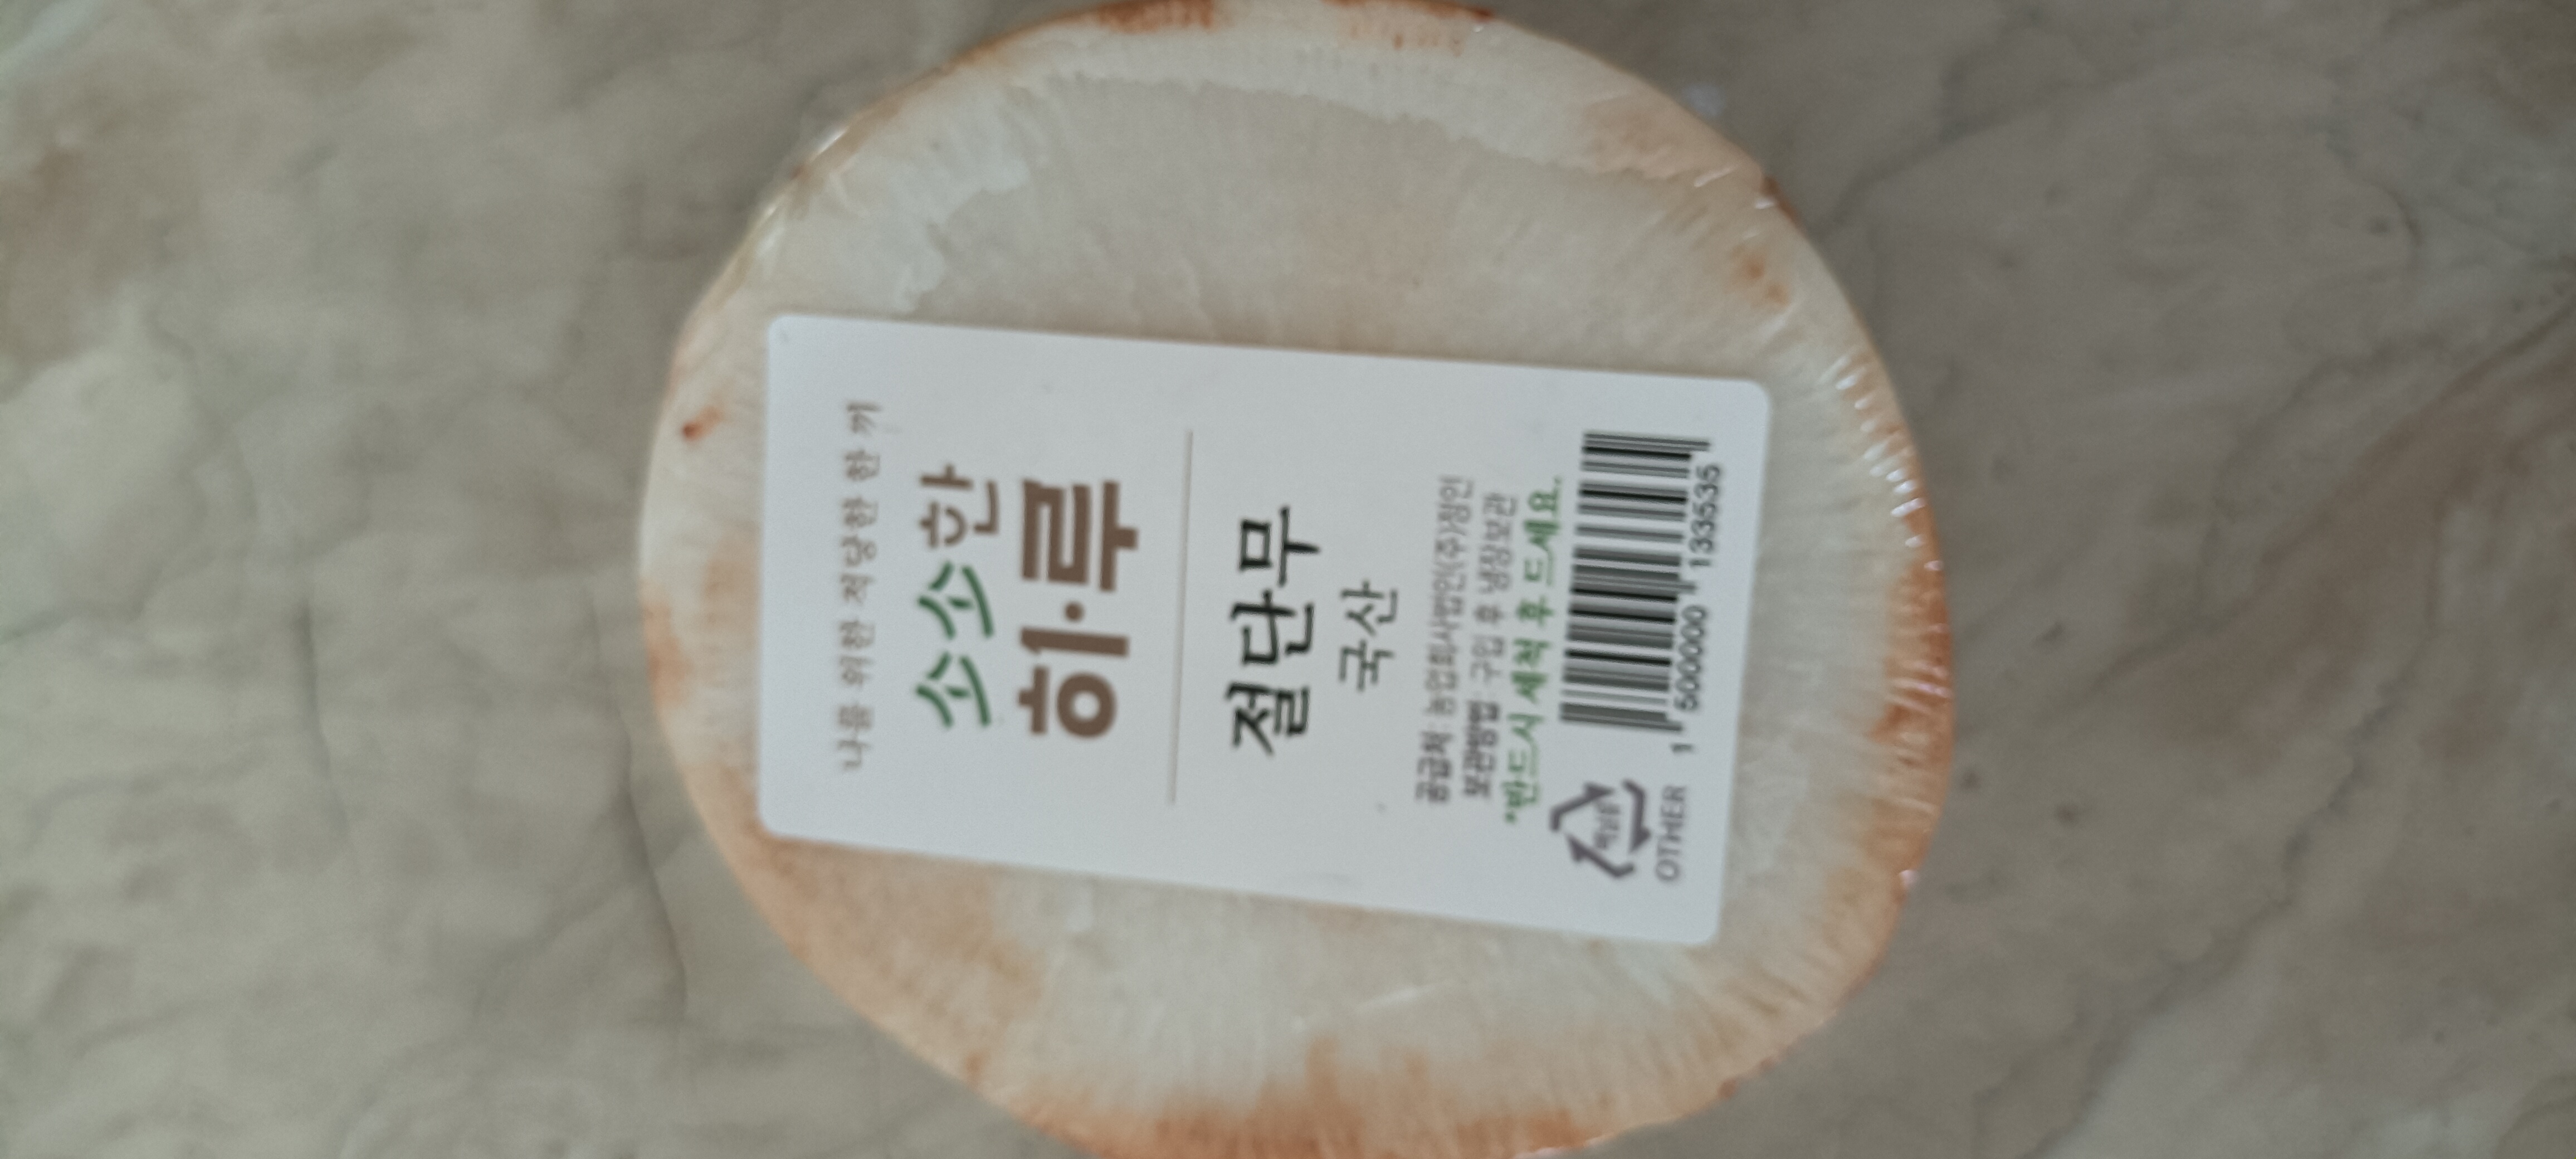 나를 위한 적당한 한 끼
소소한
하·루
절단무
국산
공급처 : 농업회사법인(주)정인
보관방법 : 구입 후 냉장보관
*반드시 세척 후 드세요.
OTHER
1 500000 133535